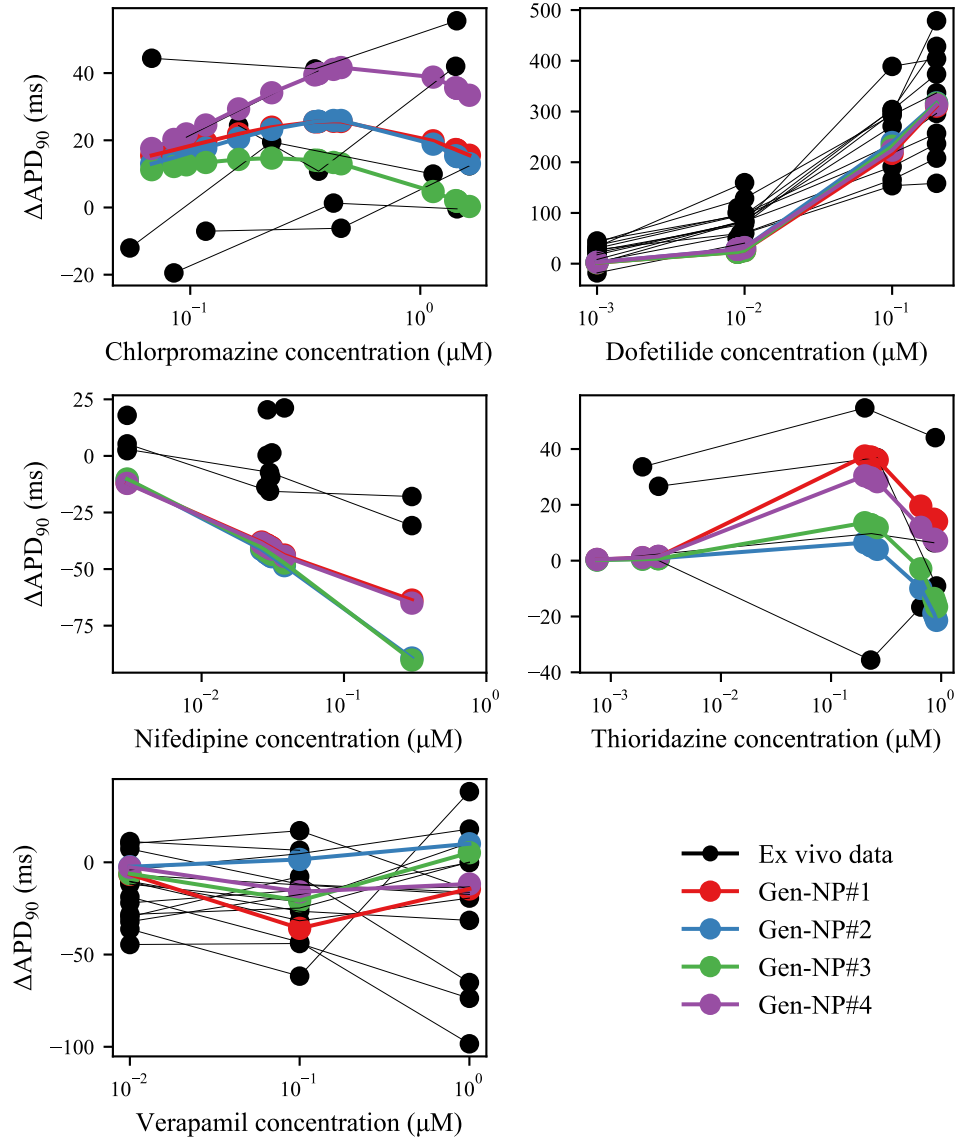 40
20
0
−20
ΔAPD₉₀ (ms)
10⁻¹
10⁰
Chlorpromazine concentration (μM)
500
400
300
200
100
0
10⁻³
10⁻²
10⁻¹
Dofetilide concentration (μM)
25
0
−25
−50
−75
ΔAPD₉₀ (ms)
10⁻²
10⁻¹
10⁰
Nifedipine concentration (μM)
40
20
0
−20
−40
10⁻³
10⁻²
10⁻¹
10⁰
Thioridazine concentration (μM)
0
−50
−100
ΔAPD₉₀ (ms)
10⁻²
10⁻¹
10⁰
Verapamil concentration (μM)
Ex vivo data
Gen-NP#1
Gen-NP#2
Gen-NP#3
Gen-NP#4